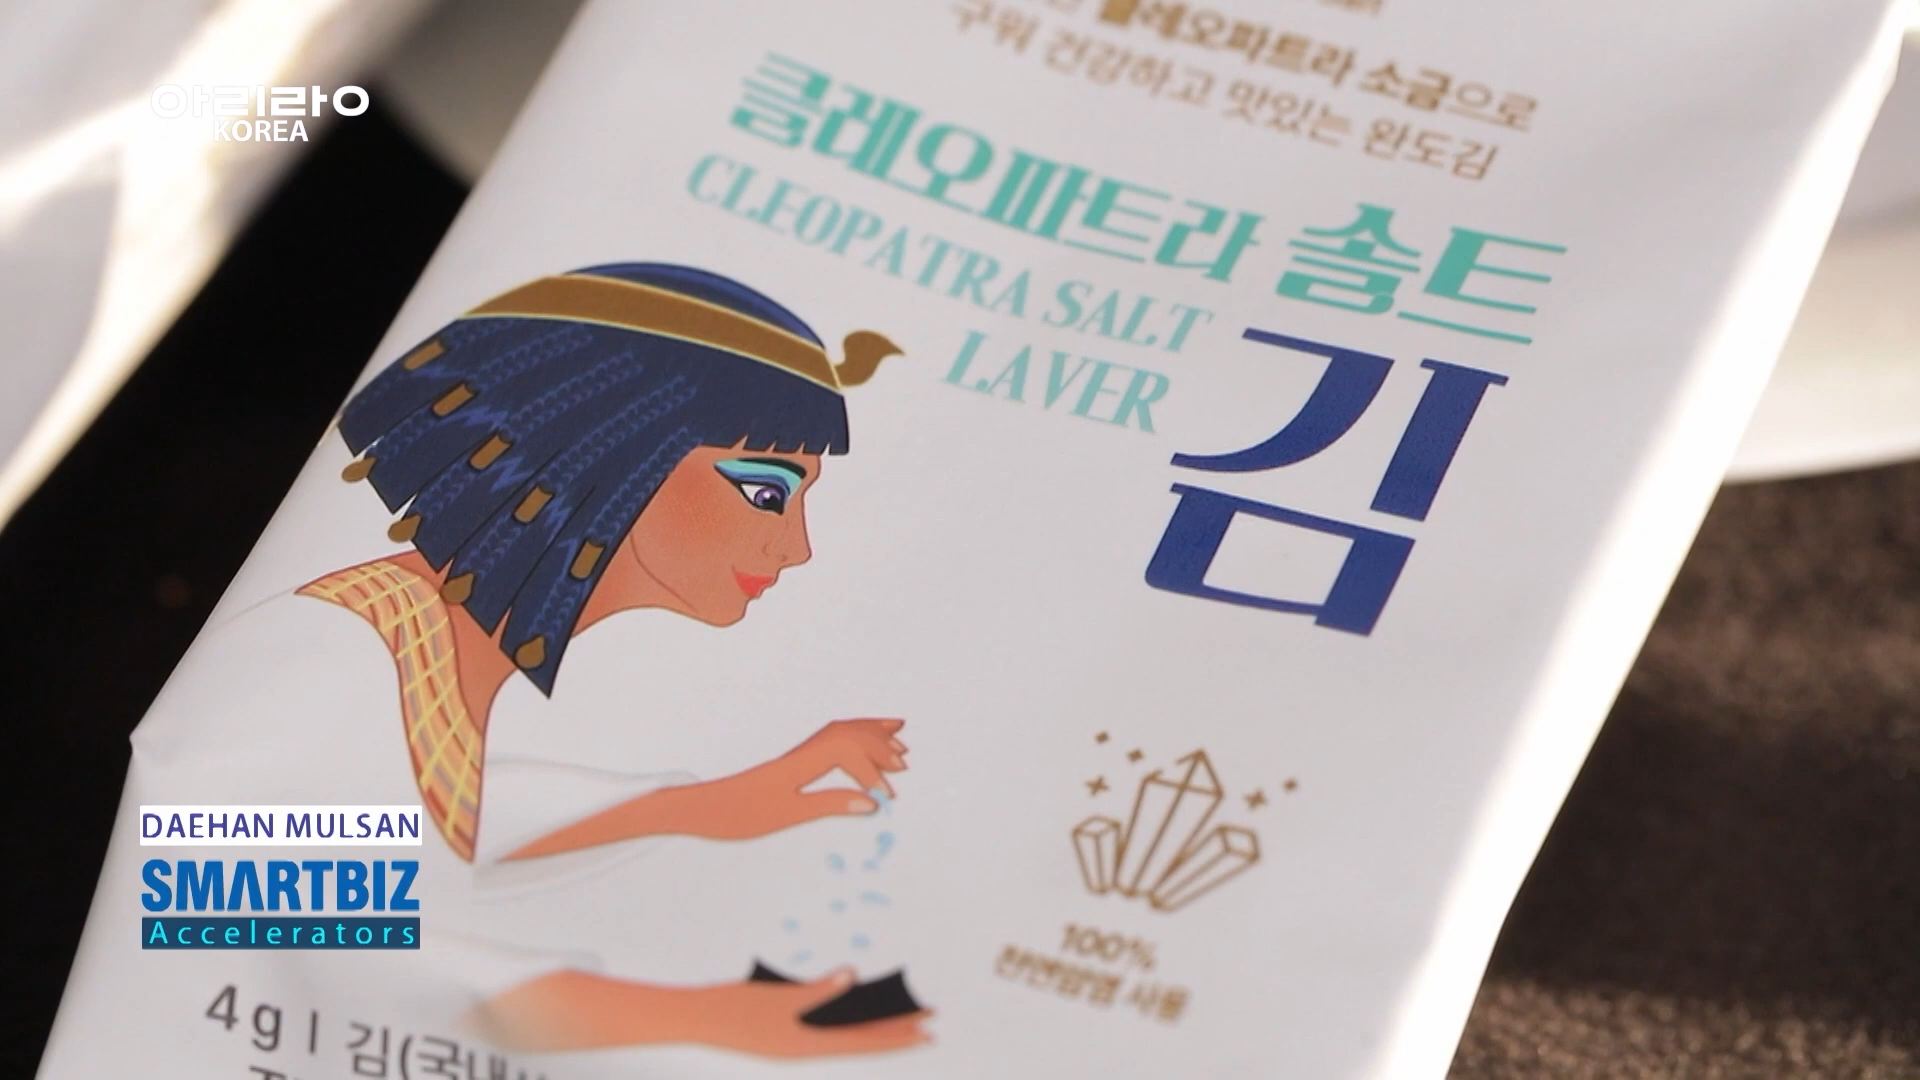 아리랑
KOREA
클레오파트라 소금으로
구워 건강하고 맛있는 완도김
클레오파트라 솔트
CLEOPATRA SALT
LAVER
김
100%
천연암염 사용
DAEHAN MULSAN
SMARTBIZ
Accelerators
4g | 김(국내